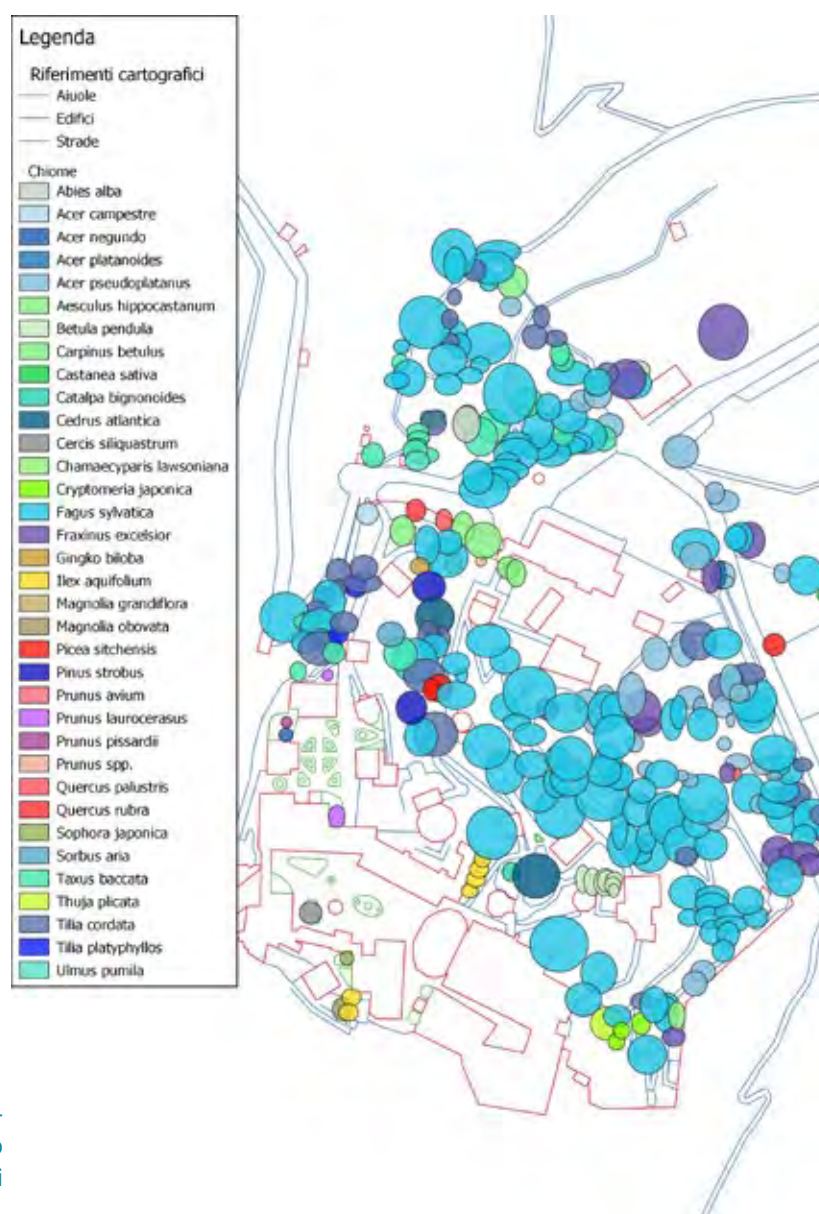 Legenda
Riferimenti cartografici
Aiuole
Edifici
Strade
Chiome
Abies alba
Acer campestre
Acer negundo
Acer platanoides
Acer pseudoplatanus
Aesculus hippocastanum
Betula pendula
Carpinus betulus
Castanea sativa
Catalpa bignonoides
Cedrus atlantica
Cercis siliquastrum
Chamaecyparis lawsoniana
Cryptomeria japonica
Fagus sylvatica
Fraxinus excelsior
Gingko biloba
Ilex aquifolium
Magnolia grandiflora
Magnolia obovata
Picea sitchensis
Pinus strobus
Prunus avium
Prunus laurocerasus
Prunus pissardii
Prunus spp.
Quercus palustris
Quercus rubra
Sophora japonica
Sorbus aria
Taxus baccata
Thuja plicata
Tilia cordata
Tilia platyphyllos
Ulmus pumila
i